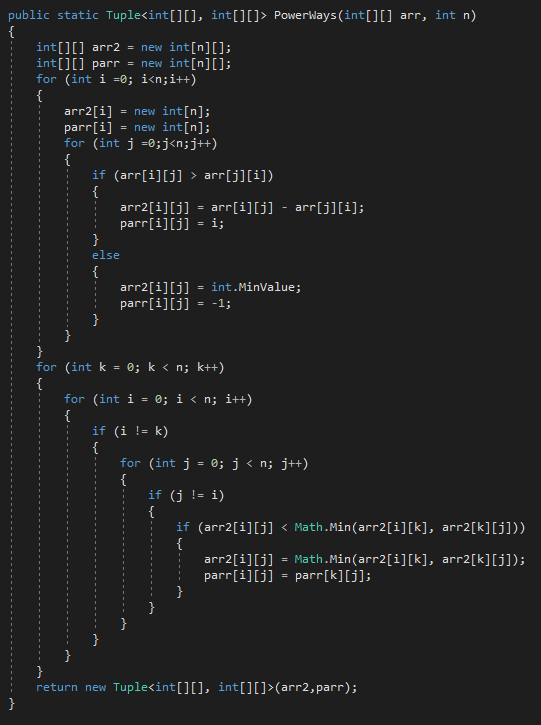 public static Tuple<int[][], int[][]> PowerWays(int[][] arr, int n)
{
    int[][] arr2 = new int[n][];
    int[][] parr = new int[n][];
    for (int i =0; i<n;i++)
    {
        arr2[i] = new int[n];
        parr[i] = new int[n];
        for (int j =0;j<n;j++)
        {
            if (arr[i][j] > arr[j][i])
            {
                arr2[i][j] = arr[i][j] - arr[j][i];
                parr[i][j] = i;
            }
            else
            {
                arr2[i][j] = int.MinValue;
                parr[i][j] = -1;
            }
        }
    }
    for (int k = 0; k < n; k++)
    {
        for (int i = 0; i < n; i++)
        {
            if (i != k)
            {
                for (int j = 0; j < n; j++)
                {
                    if (j != i)
                    {
                        if (arr2[i][j] < Math.Min(arr2[i][k], arr2[k][j]))
                        {
                            arr2[i][j] = Math.Min(arr2[i][k], arr2[k][j]);
                            parr[i][j] = parr[k][j];
                        }
                    }
                }
            }
        }
    }
    return new Tuple<int[][], int[][]>(arr2,parr);
}